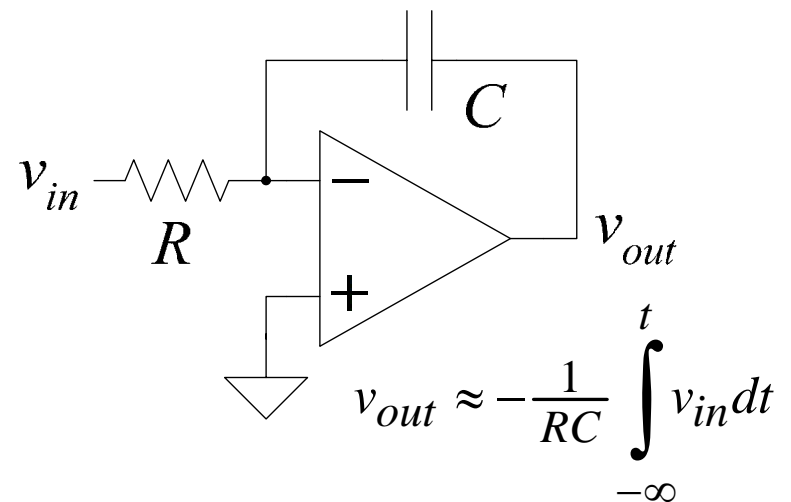 C
v_in
−
R
v_out
+
v_out ≈ −1/RC ∫_{−∞}^{t} v_in dt